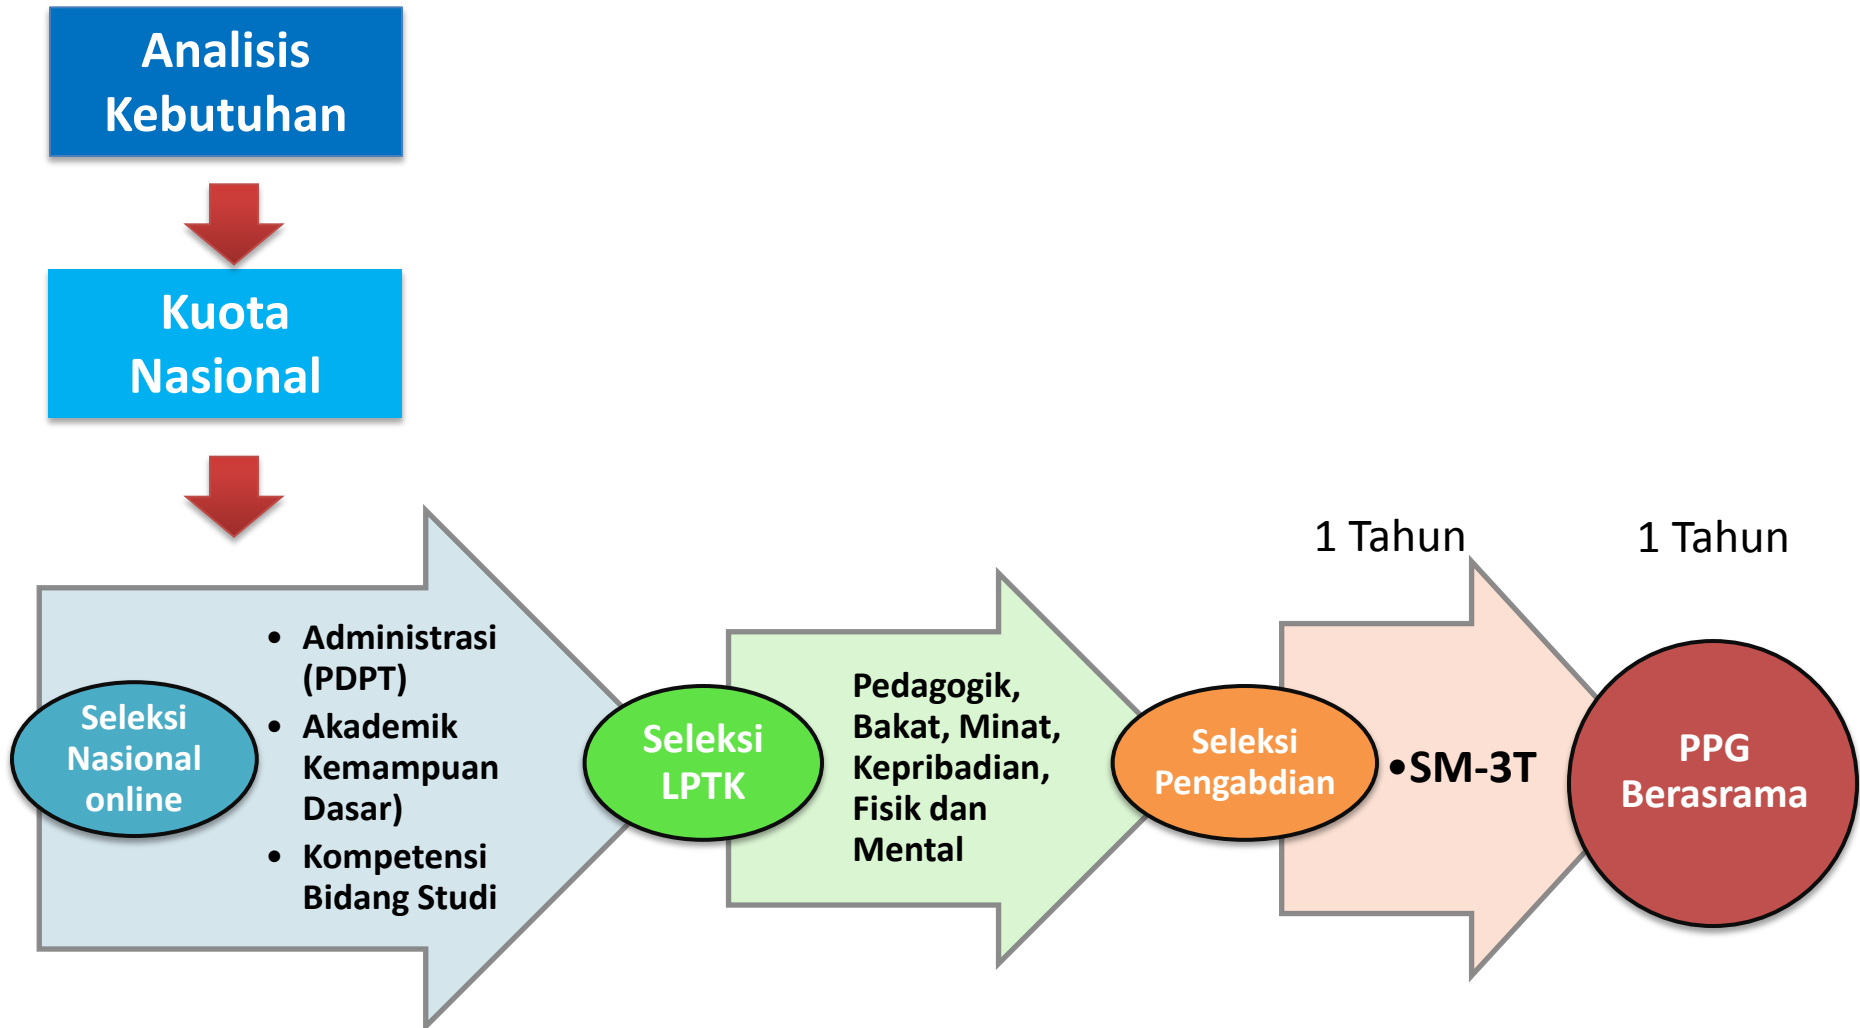 Analisis
Kebutuhan
Kuota
Nasional
Seleksi
Nasional
online
• Administrasi
(PDPT)
• Akademik
Kemampuan
Dasar)
• Kompetensi
Bidang Studi
Seleksi
LPTK
Pedagogik,
Bakat, Minat,
Kepribadian,
Fisik dan
Mental
Seleksi
Pengabdian
1 Tahun
•SM-3T
1 Tahun
PPG
Berasrama